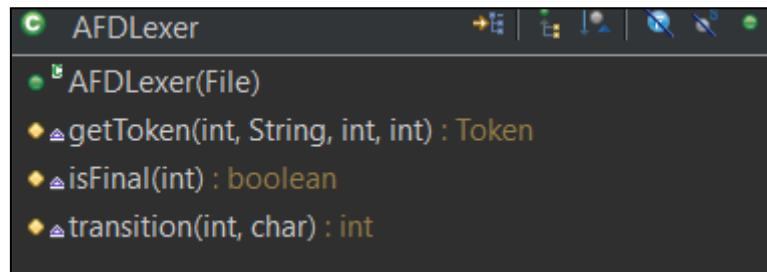 AFDLexer
AFDLexer(File)
getToken(int, String, int, int) : Token
isFinal(int) : boolean
transition(int, char) : int